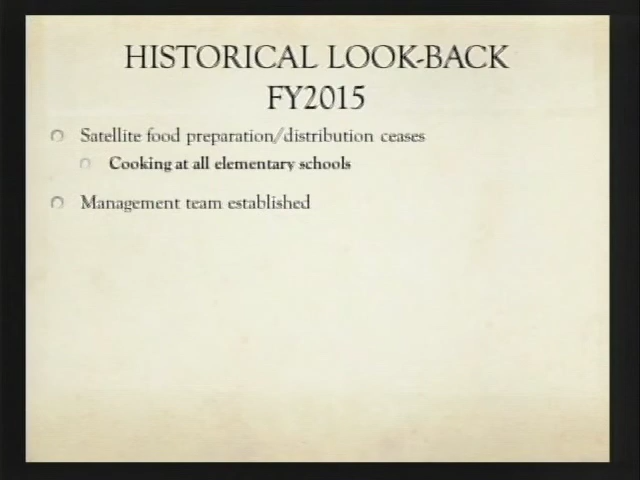 HISTORICAL LOOK-BACK
FY2015
Satellite food preparation/distribution ceases
Cooking at all elementary schools
Management team established